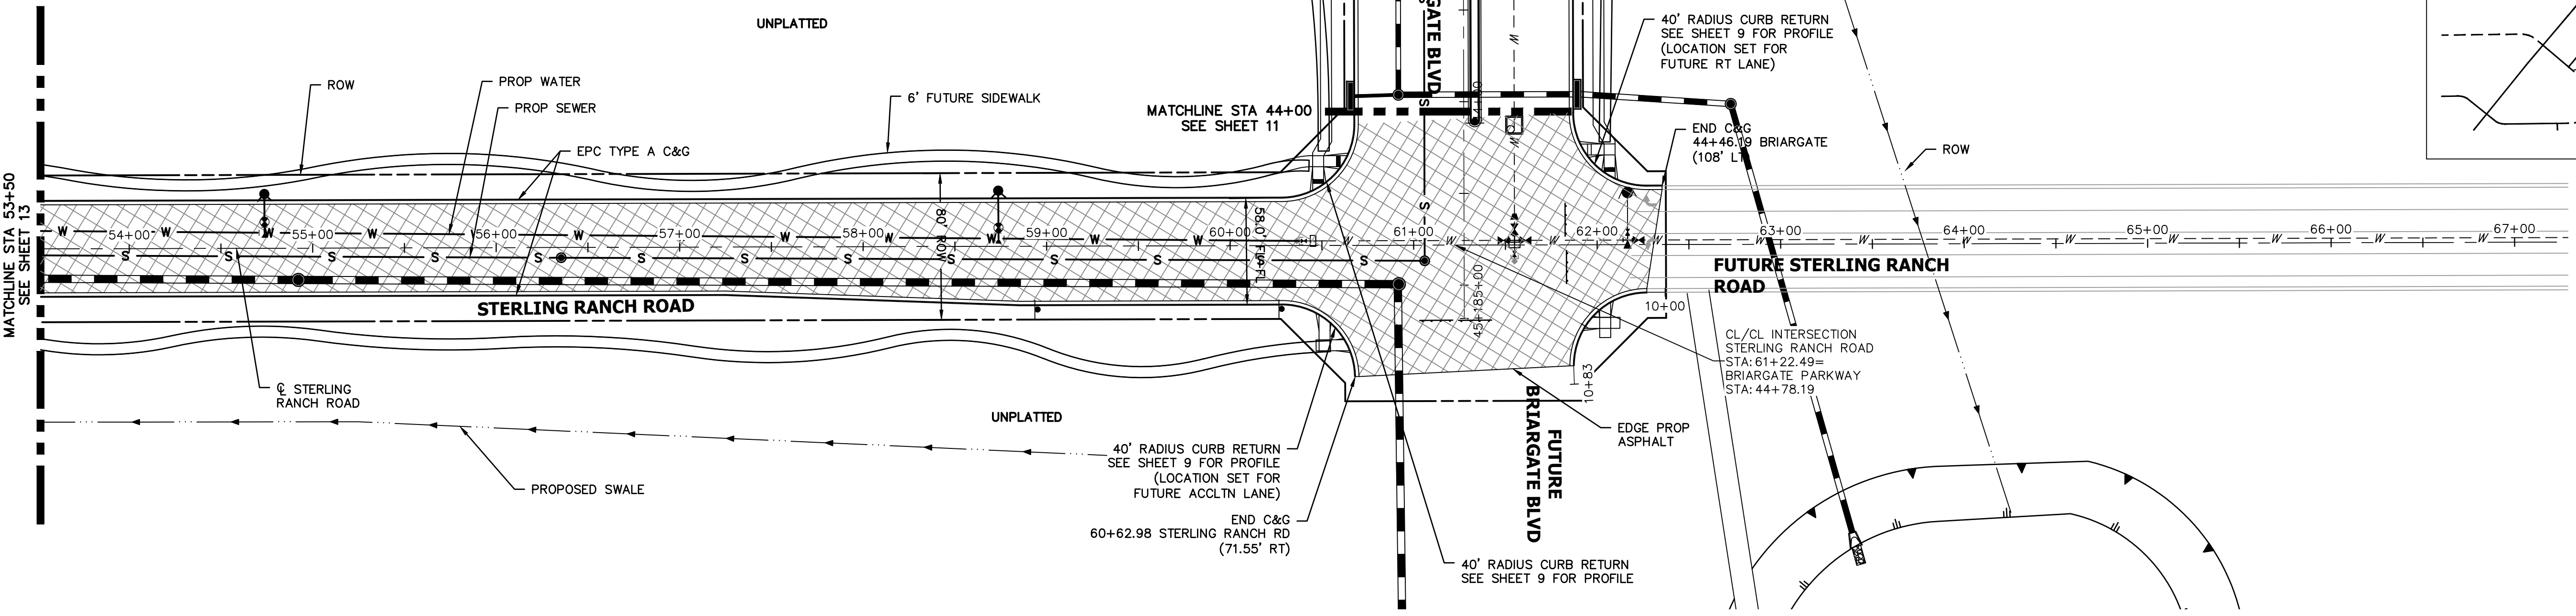 UNPLATTED
ROW
PROP WATER
PROP SEWER
EPC TYPE A C&G
6' FUTURE SIDEWALK
MATCHLINE STA 44+00
SEE SHEET 11
GATE BLVD
40' RADIUS CURB RETURN
SEE SHEET 9 FOR PROFILE
(LOCATION SET FOR
FUTURE RT LANE)
END C&G
44+46.19 BRIARGATE
(108' LT)
ROW
MATCHLINE STA 53+50
SEE SHEET 13
54+00
55+00
56+00
57+00
58+00
59+00
60+00
61+00
62+00
63+00
64+00
65+00
66+00
67+00
W W W W W W W W W W W
S S S S S S S S S S S S S
80' ROW
58.0' FL-FL
STERLING RANCH ROAD
FUTURE STERLING RANCH
ROAD
10+00
10+83
CL/CL INTERSECTION
STERLING RANCH ROAD
STA: 61+22.49=
BRIARGATE PARKWAY
STA: 44+78.19
℄ STERLING
RANCH ROAD
UNPLATTED
PROPOSED SWALE
40' RADIUS CURB RETURN
SEE SHEET 9 FOR PROFILE
(LOCATION SET FOR
FUTURE ACCLTN LANE)
END C&G
60+62.98 STERLING RANCH RD
(71.55' RT)
40' RADIUS CURB RETURN
SEE SHEET 9 FOR PROFILE
FUTURE
BRIARGATE BLVD
EDGE PROP
ASPHALT